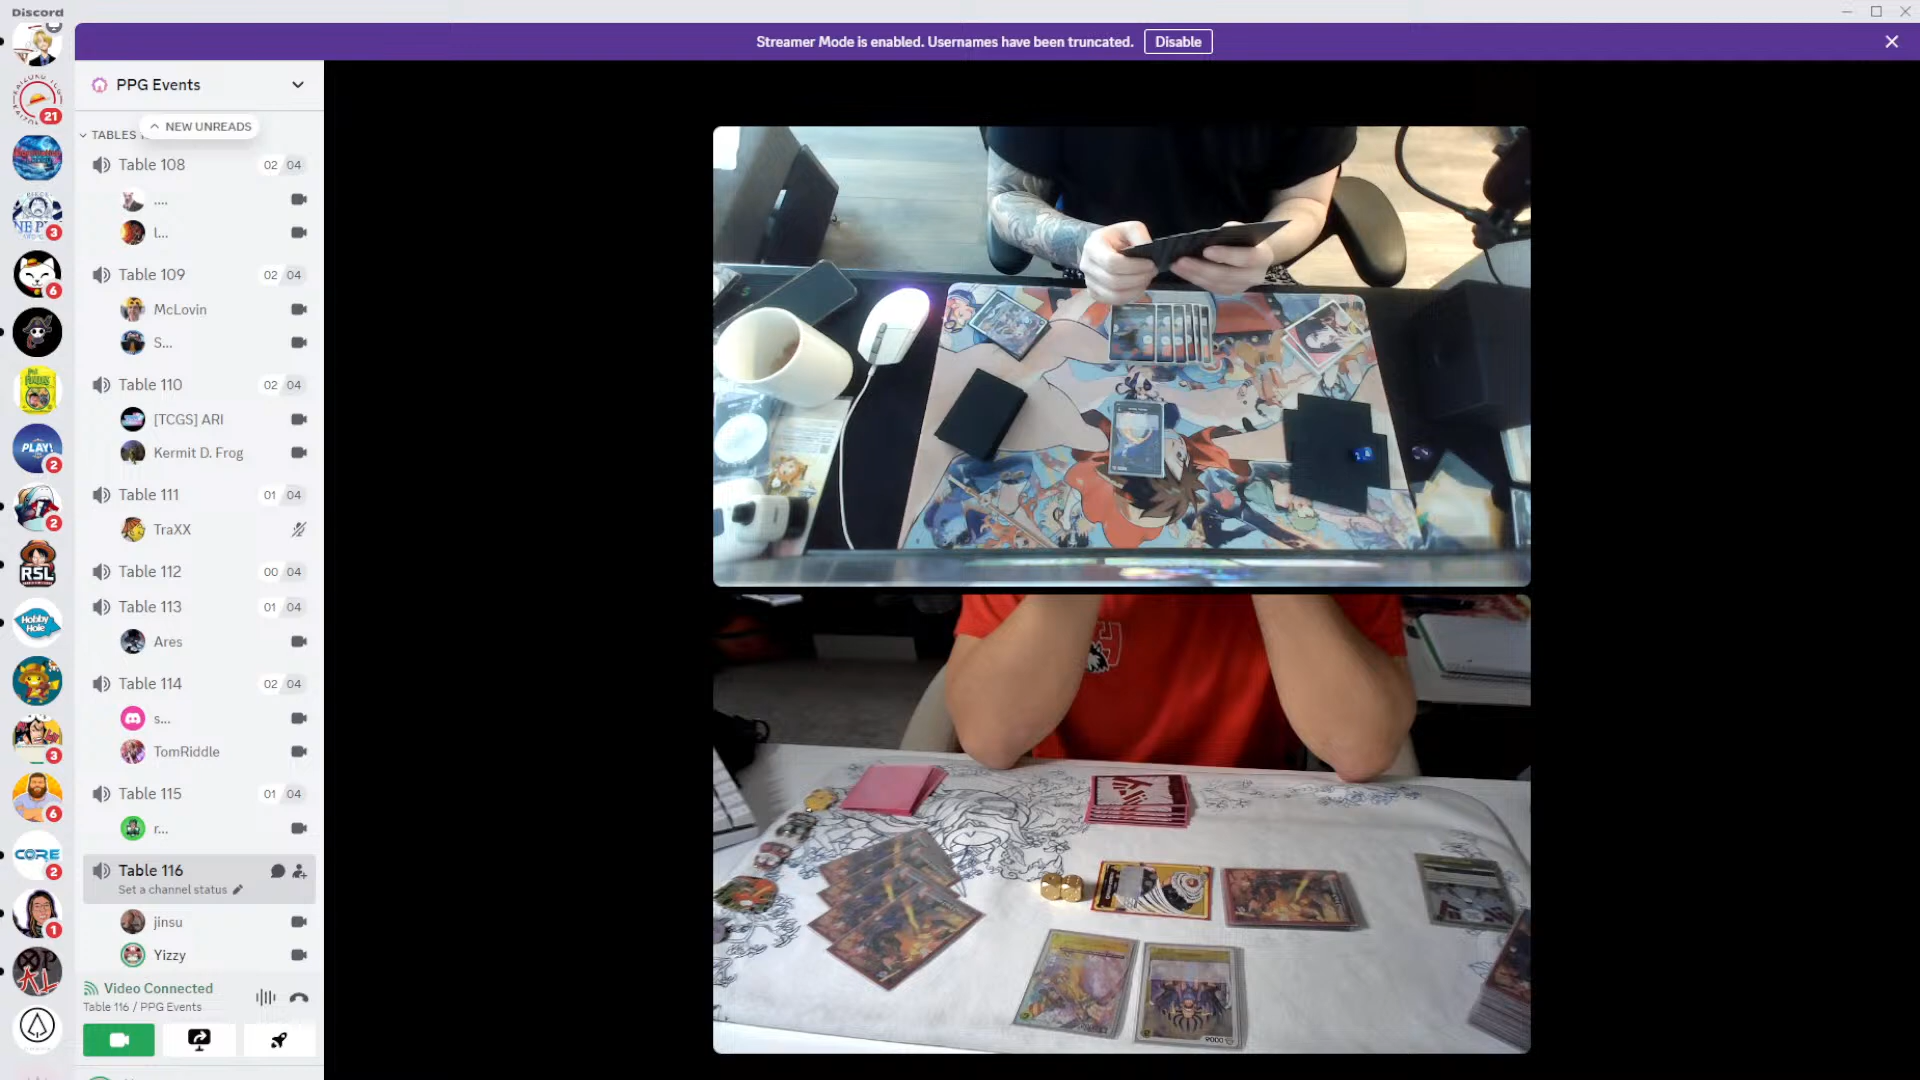 Discord
Streamer Mode is enabled. Usernames have been truncated.
Disable
PPG Events
NEW UNREADS
TABLES
Table 108
02 04
....
l...
Table 109
02 04
McLovin
S...
Table 110
02 04
[TCGS] ARI
Kermit D. Frog
Table 111
01 04
TraXX
Table 112
00 04
Table 113
01 04
Ares
Table 114
02 04
s...
TomRiddle
Table 115
01 04
r...
Table 116
Set a channel status
jinsu
Yizzy
Video Connected
Table 116 / PPG Events
21
3
6
PLAY!
2
2
RSL
Hobby
Hole
3
6
CORE
2
1